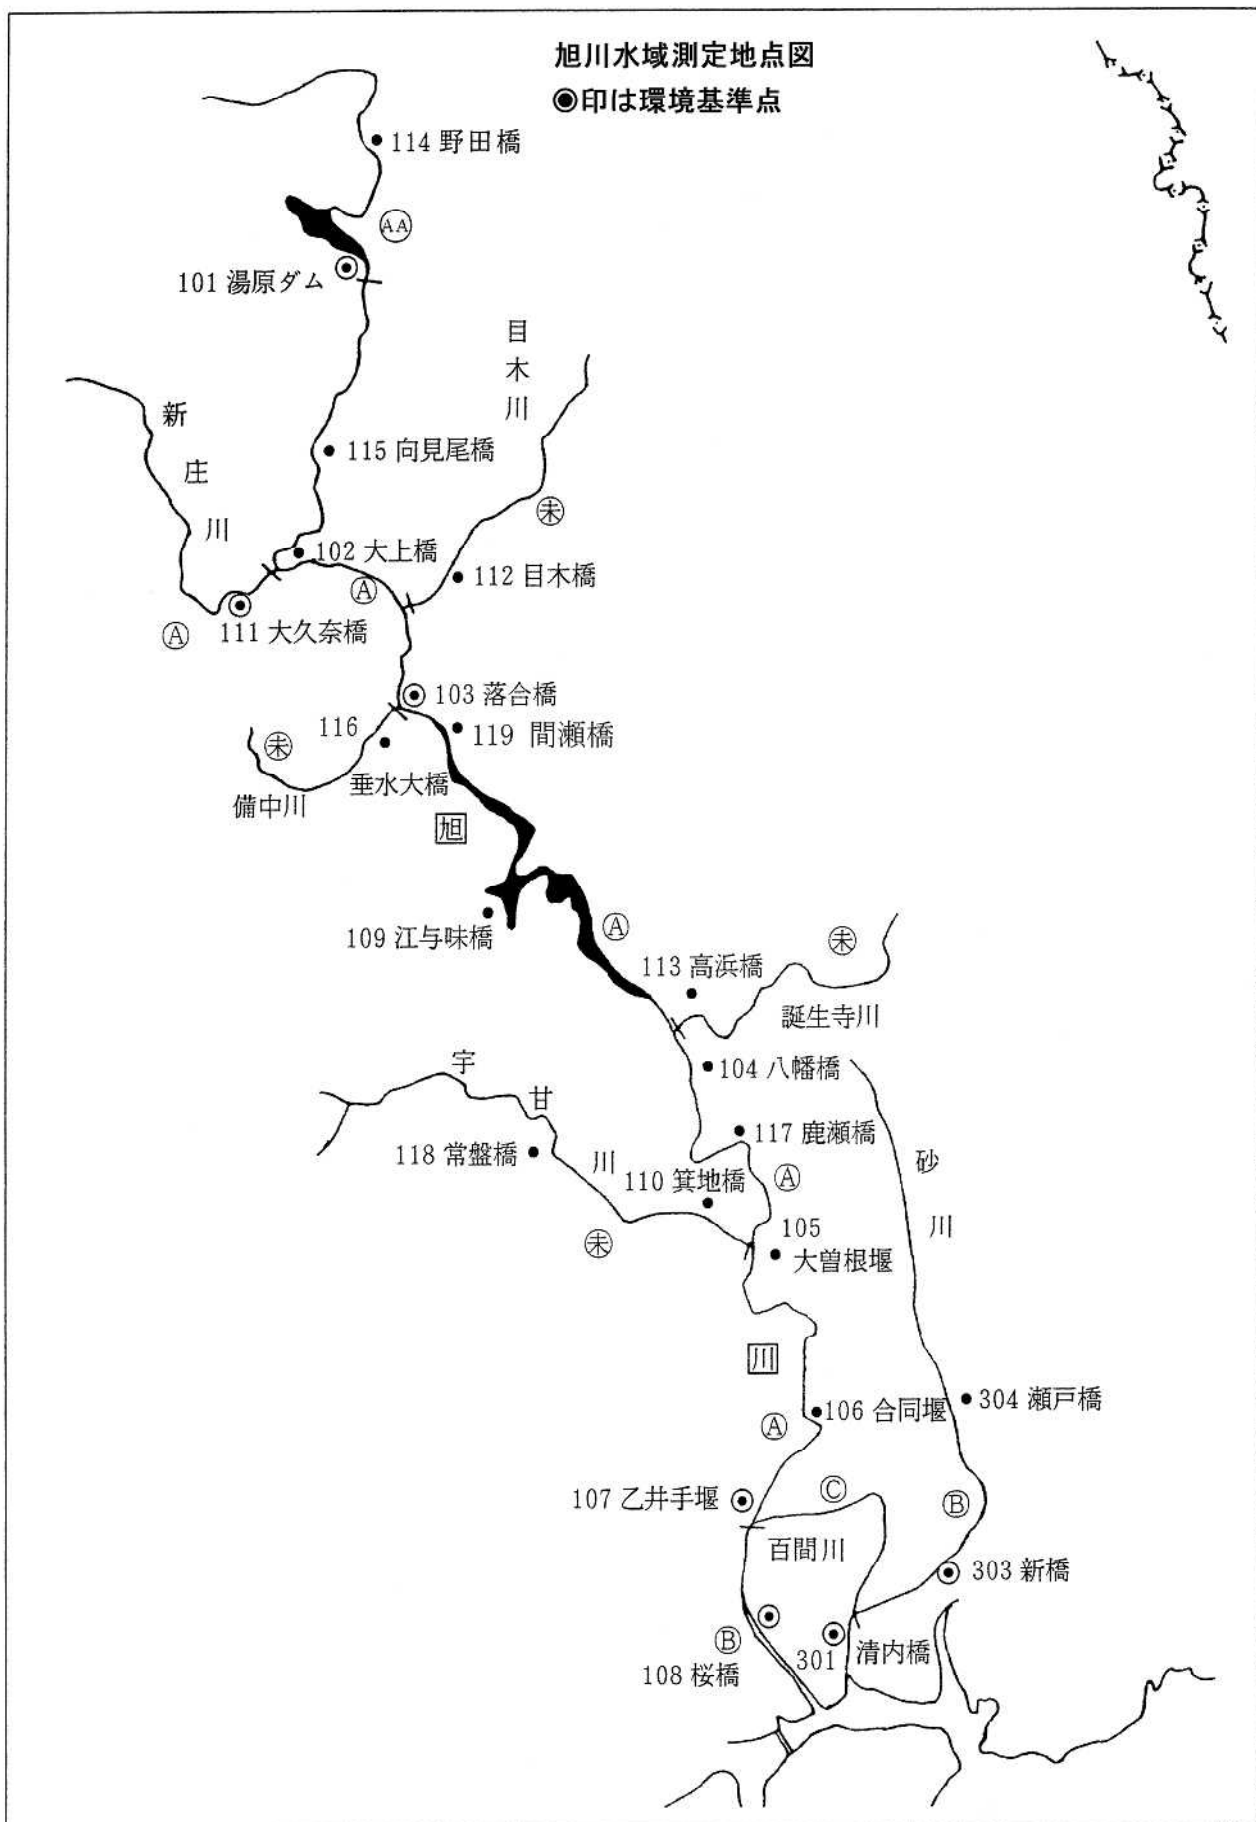 旭川水域測定地点図
◉印は環境基準点
114 野田橋
AA
101 湯原ダム
目木川
新庄川
115 向見尾橋
未
102 大上橋
A
112 目木橋
A
111 大久奈橋
103 落合橋
116
垂水大橋
119 間瀬橋
未
備中川
旭
109 江与味橋
A
113 高浜橋
未
誕生寺川
104 八幡橋
宇甘川
118 常盤橋
117 鹿瀬橋
110 箕地橋
A
砂川
未
105
大曽根堰
川
304 瀬戸橋
106 合同堰
A
107 乙井手堰
C
B
百間川
303 新橋
B
108 桜橋
301
清内橋